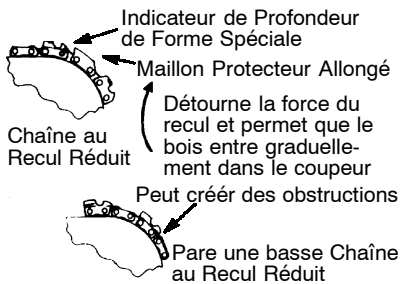 Indicateur de Profondeur
de Forme Spéciale
Maillon Protecteur Allongé
Détourne la force du
recul et permet que le
bois entre graduelle-
ment dans le coupeur
Chaîne au
Recul Réduit
Peut créér des obstructions
Pare une basse Chaîne
au Recul Réduit